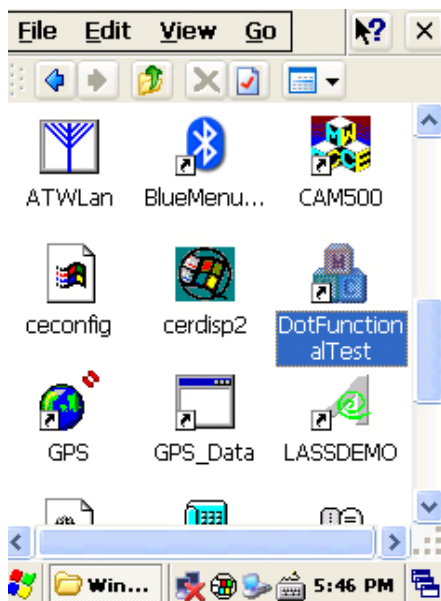 File Edit View Go ?
ATWLan BlueMenu... CAM500
ceconfig cerdisp2 DotFunction
alTest
GPS GPS_Data LASSDEMO
Win... 5:46 PM